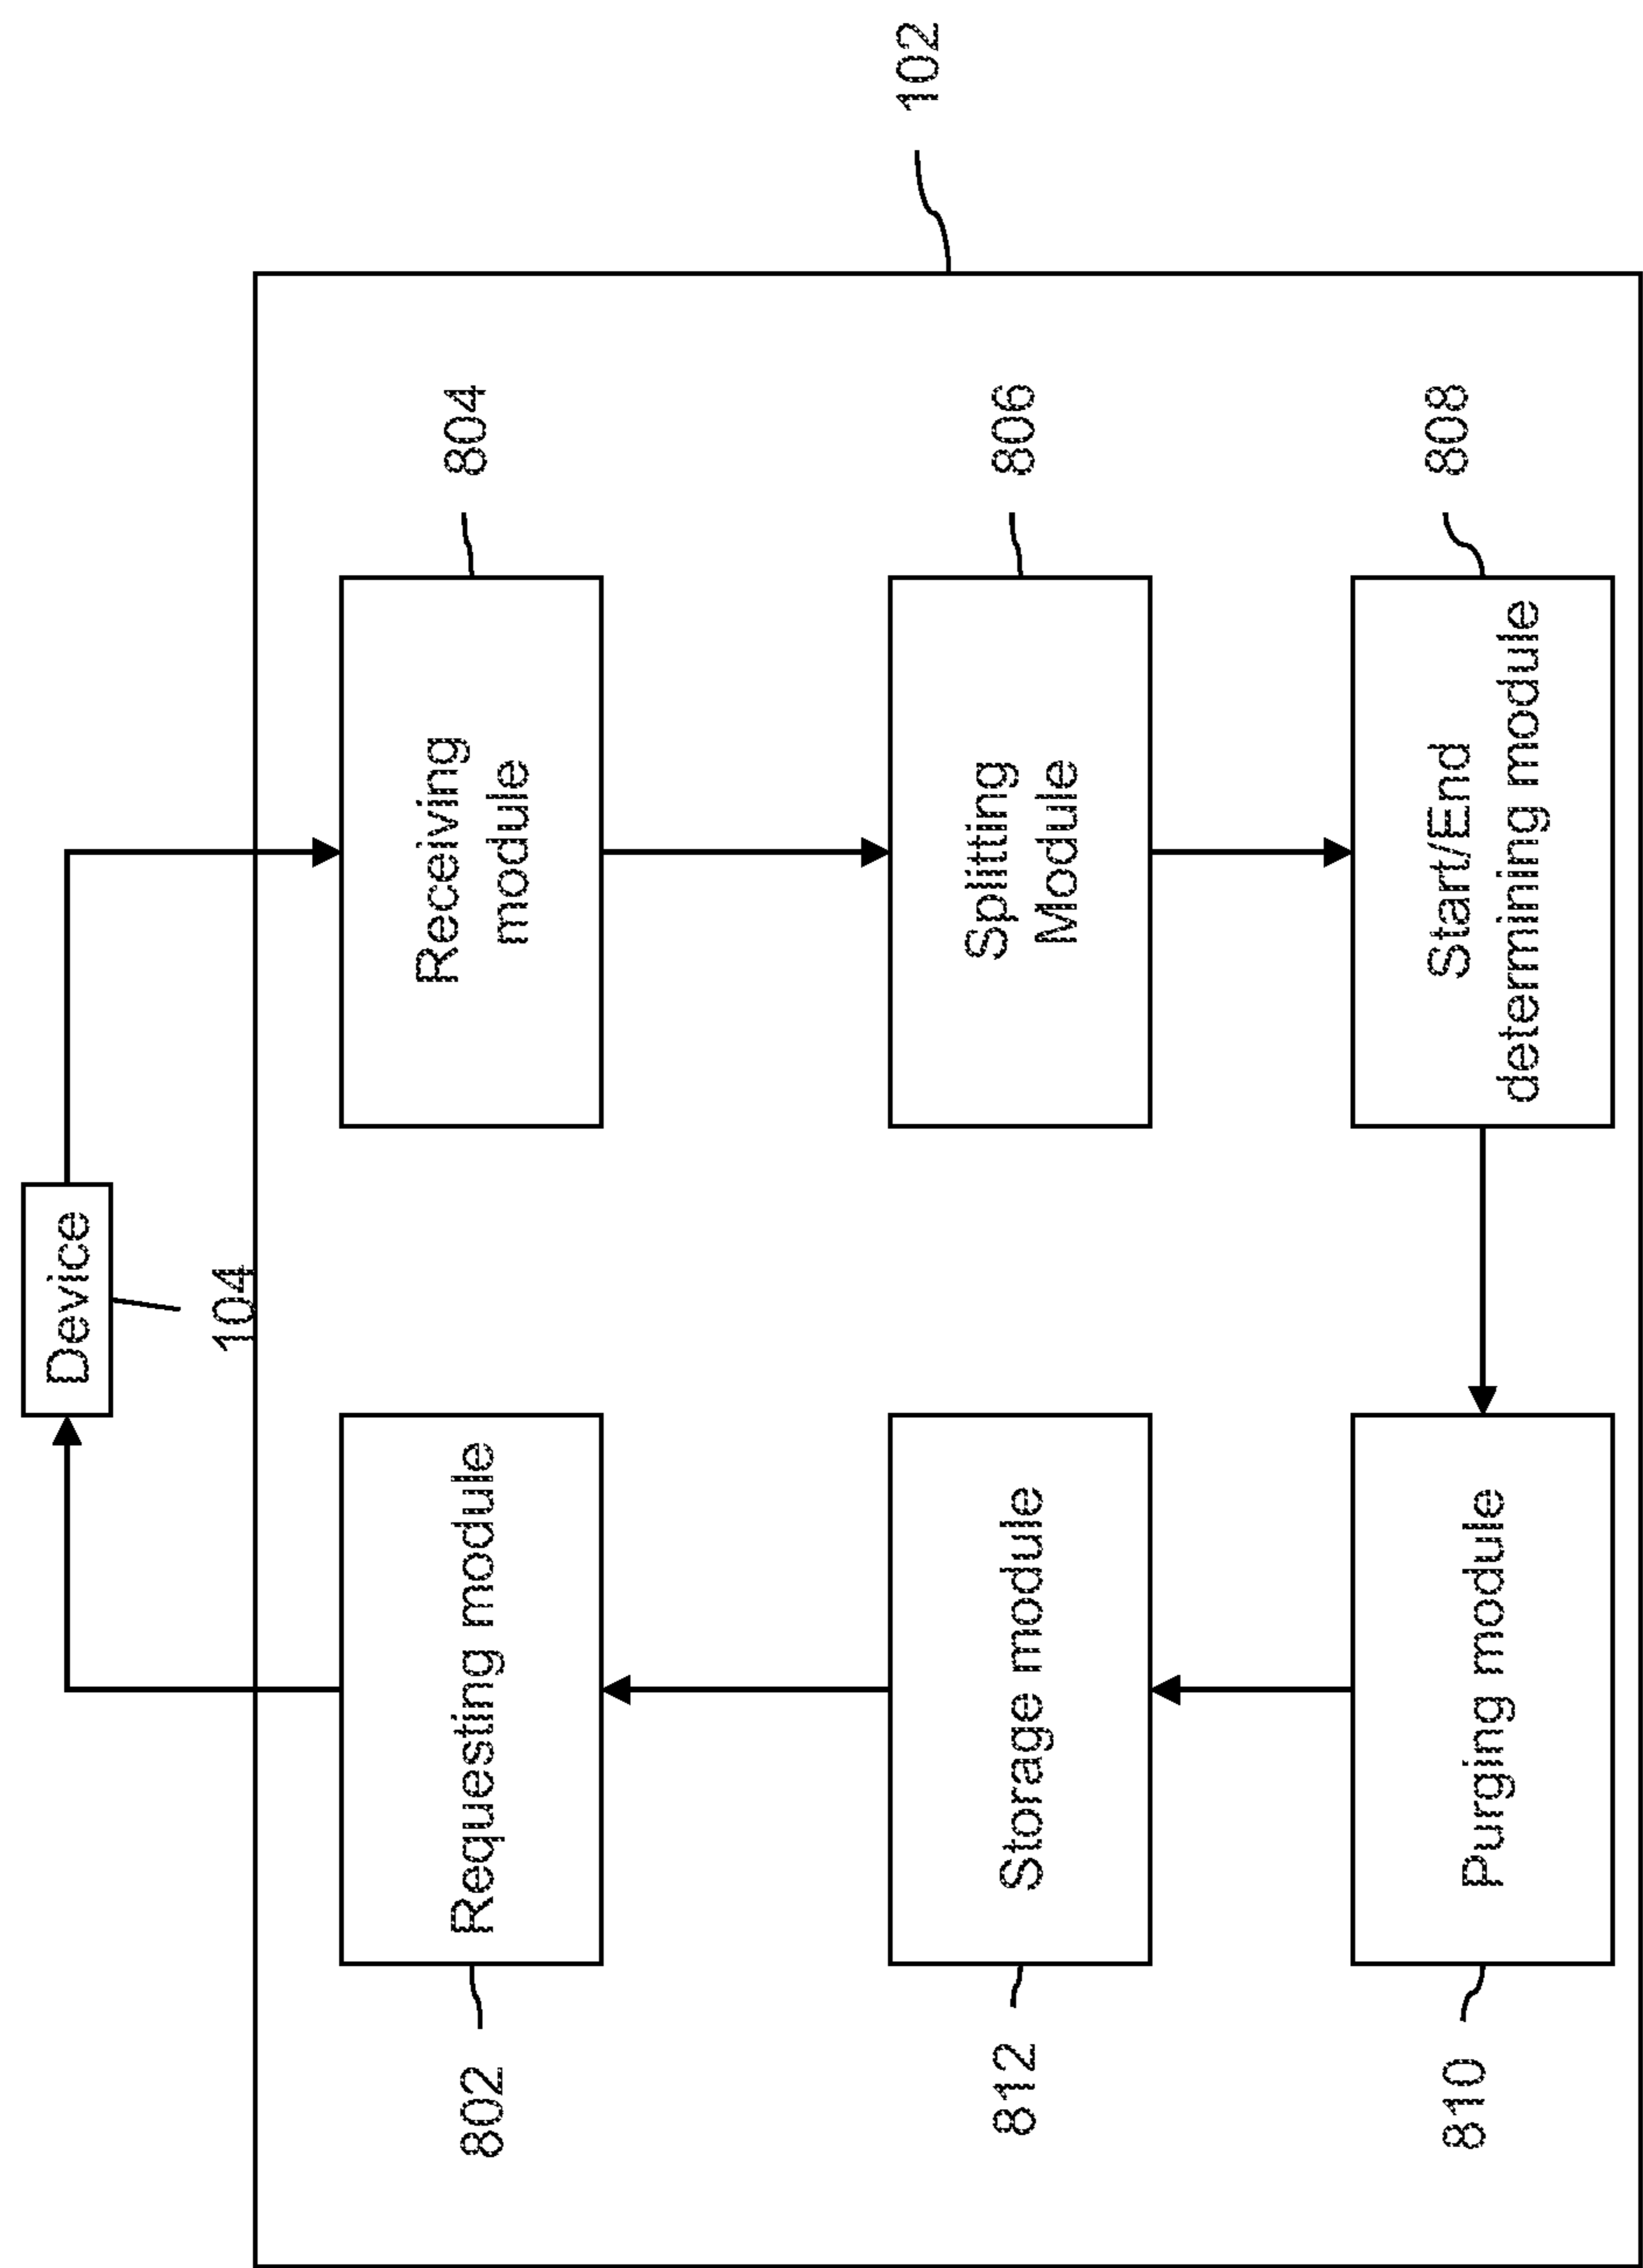 Device
104
802
Requesting module
Receiving
module
804
102
812
Storage module
Splitting
Module
806
810
Purging module
Start/End
determining module
808